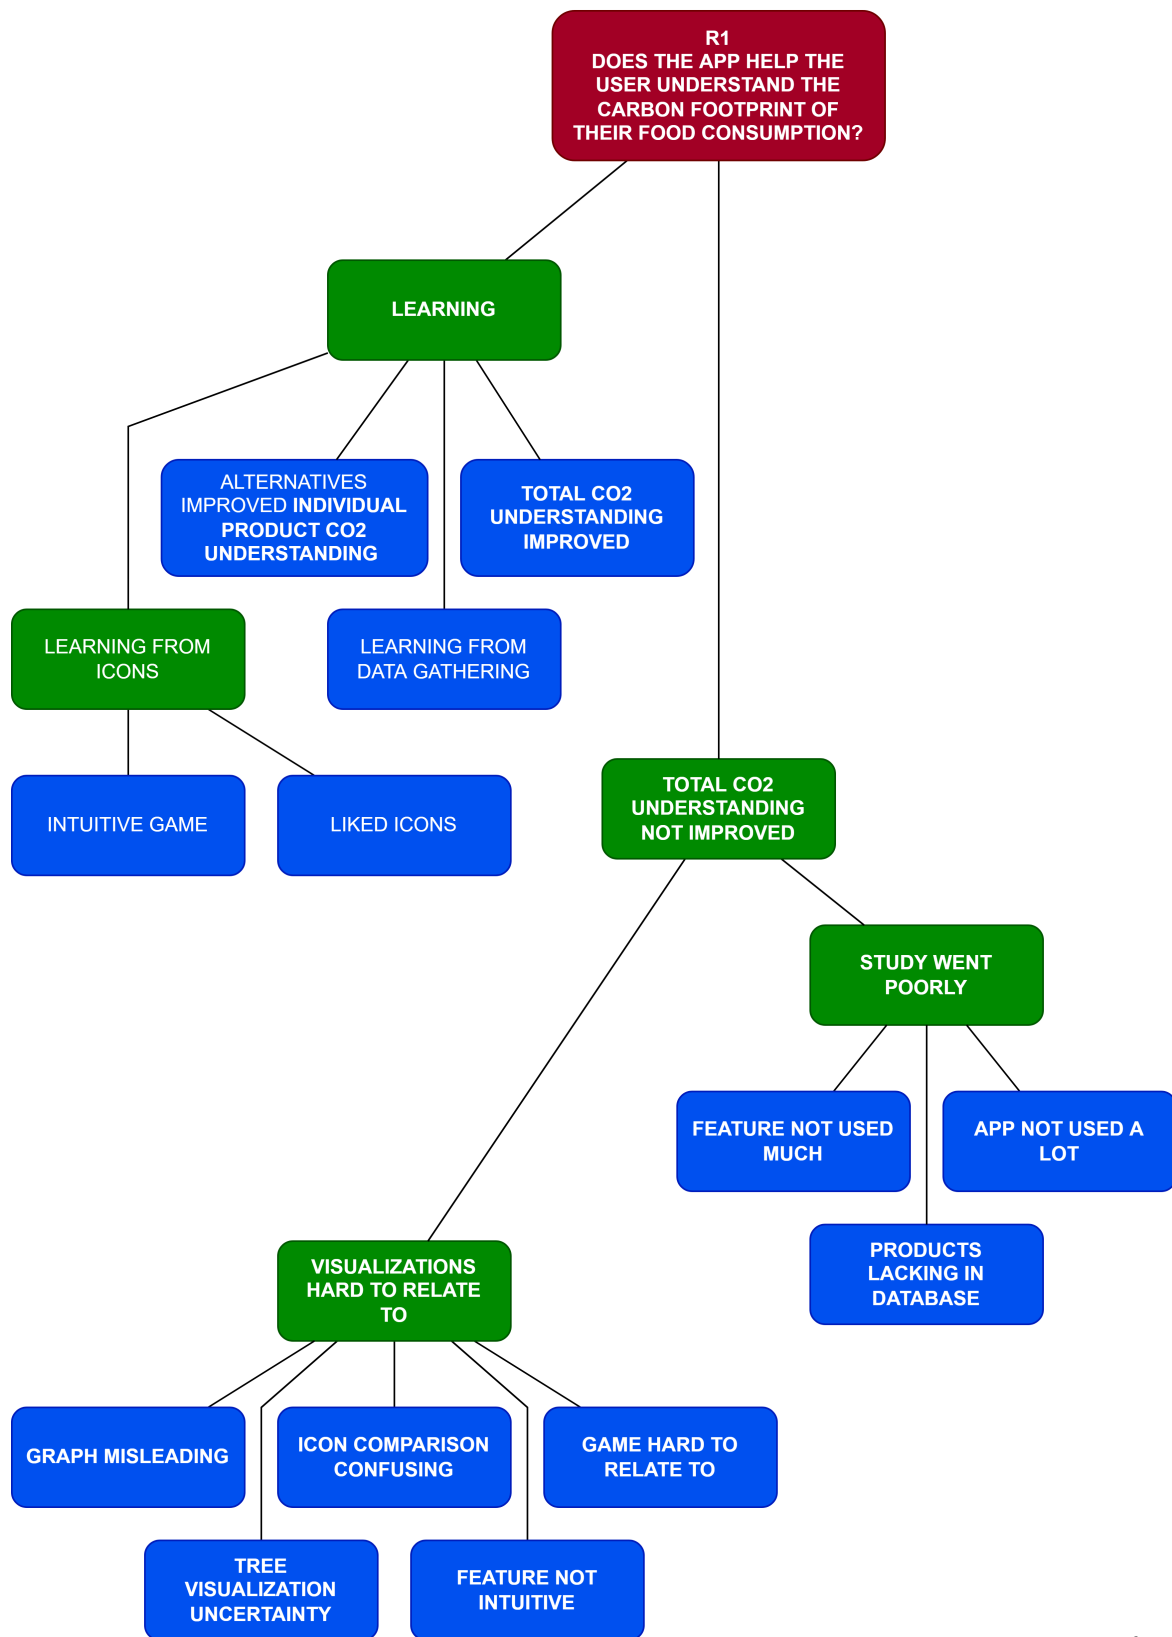 R1
DOES THE APP HELP THE
USER UNDERSTAND THE
CARBON FOOTPRINT OF
THEIR FOOD CONSUMPTION?
LEARNING
ALTERNATIVES
IMPROVED INDIVIDUAL
PRODUCT CO2
UNDERSTANDING
TOTAL CO2
UNDERSTANDING
IMPROVED
LEARNING FROM
ICONS
LEARNING FROM
DATA GATHERING
INTUITIVE GAME
LIKED ICONS
TOTAL CO2
UNDERSTANDING
NOT IMPROVED
STUDY WENT
POORLY
FEATURE NOT USED
MUCH
APP NOT USED A
LOT
PRODUCTS
LACKING IN
DATABASE
VISUALIZATIONS
HARD TO RELATE
TO
GRAPH MISLEADING
ICON COMPARISON
CONFUSING
GAME HARD TO
RELATE TO
TREE
VISUALIZATION
UNCERTAINTY
FEATURE NOT
INTUITIVE